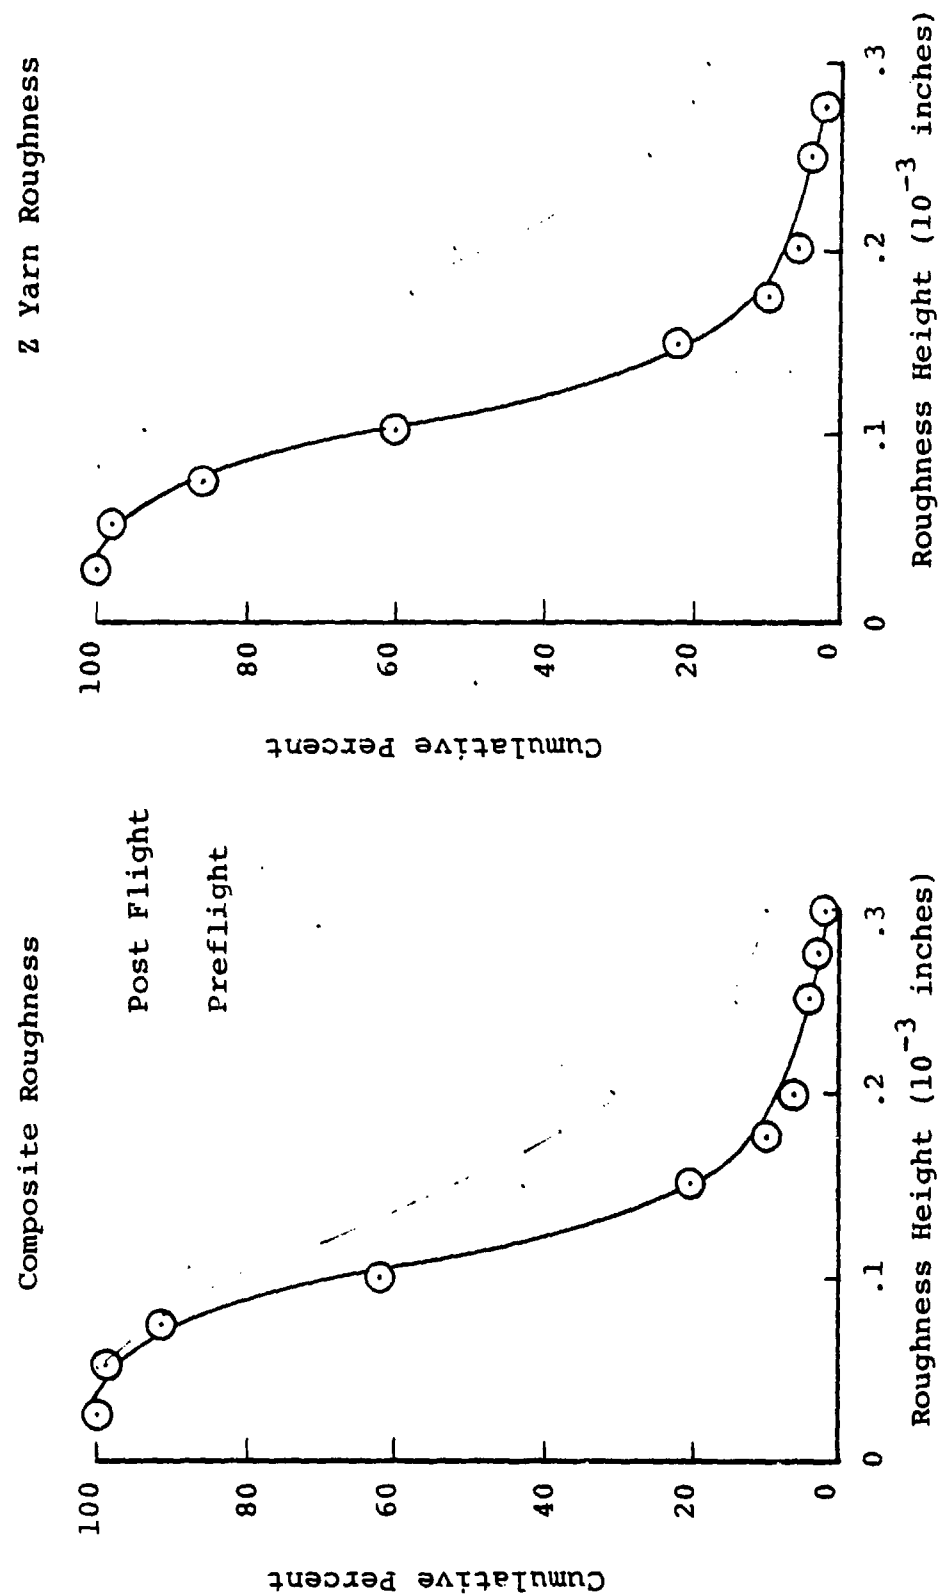 Composite Roughness
Post Flight
Preflight
Cumulative Percent
100
80
60
40
20
0
0
.1
.2
.3
Roughness Height (10⁻³ inches)
Z Yarn Roughness
Cumulative Percent
100
80
60
40
20
0
0
.1
.2
.3
Roughness Height (10⁻³ inches)